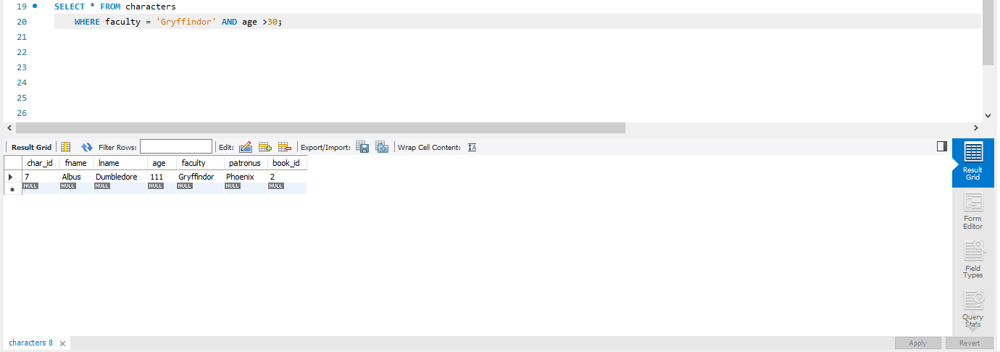 19 SELECT * FROM characters
20 WHERE faculty = 'Gryffindor' AND age >30;
21
22
23
24
25
26
Result Grid Filter Rows: Edit: Export/Import: Wrap Cell Content:
char_id fname lname age faculty patronus book_id
7 Albus Dumbledore 111 Gryffindor Phoenix 2
NULL NULL NULL NULL NULL NULL NULL
Result
Grid
Form
Editor
Field
Types
Query
Stats
characters 8
Apply Revert